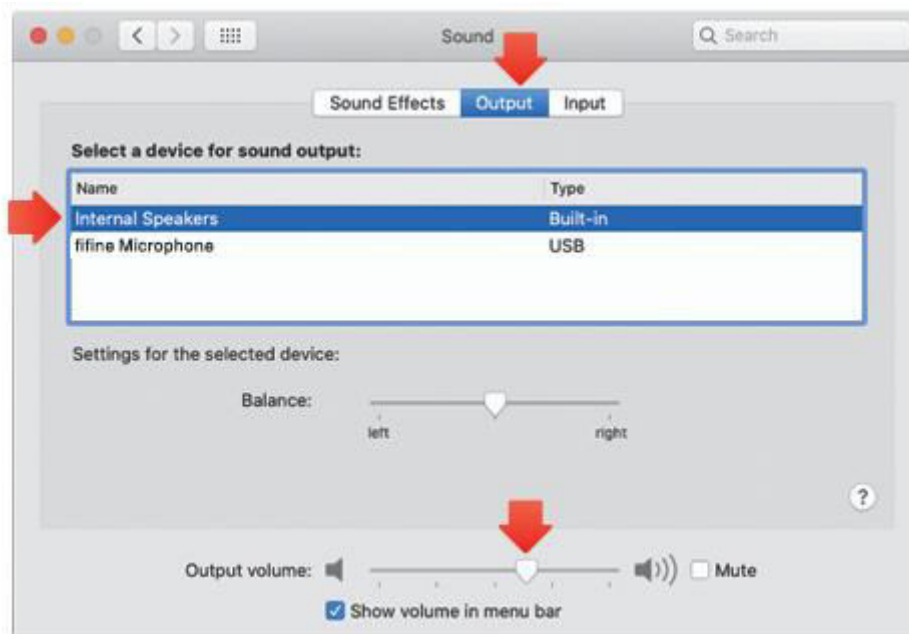 Sound
Search
Sound Effects Output Input
Select a device for sound output:
Name Type
Internal Speakers Built-in
fifine Microphone USB
Settings for the selected device:
Balance:
left right
?
Output volume: Mute
Show volume in menu bar